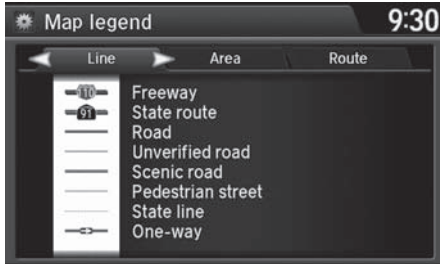 Map legend 9:30
Line Area Route
110 Freeway
91 State route
Road
Unverified road
Scenic road
Pedestrian street
State line
One-way